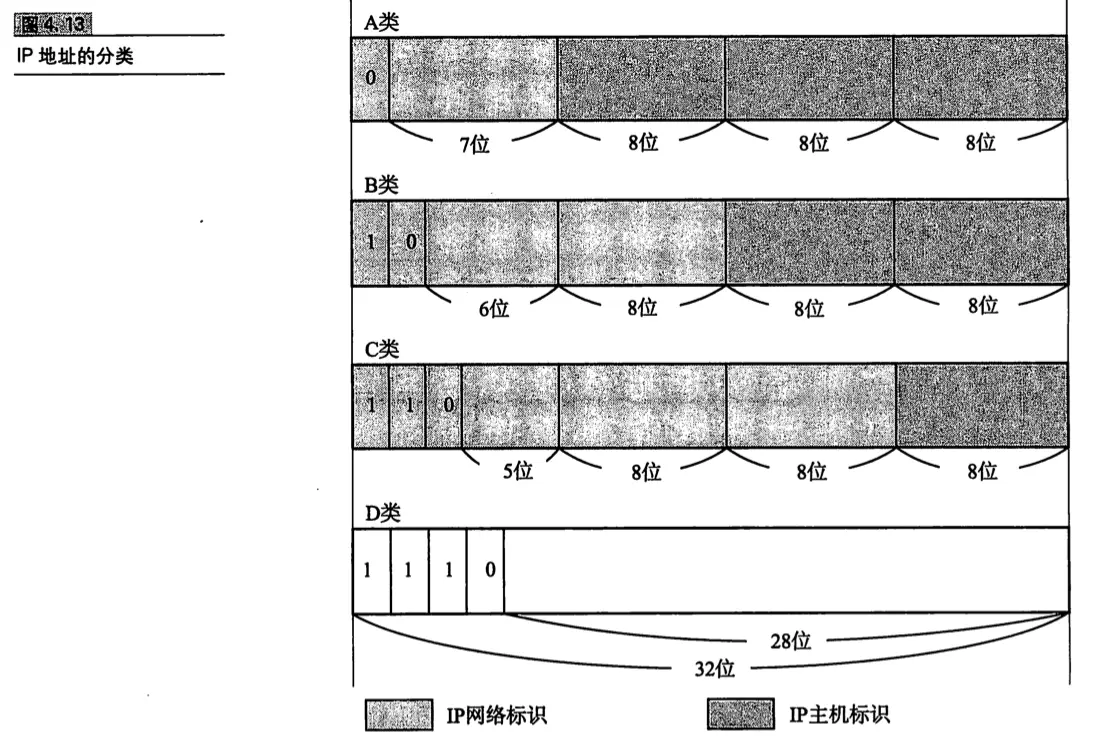 图4.13
IP 地址的分类
A类
0
7位 8位 8位 8位
B类
1 0
6位 8位 8位 8位
C类
1 1 0
5位 8位 8位 8位
D类
1 1 1 0
28位
32位
IP网络标识 IP主机标识